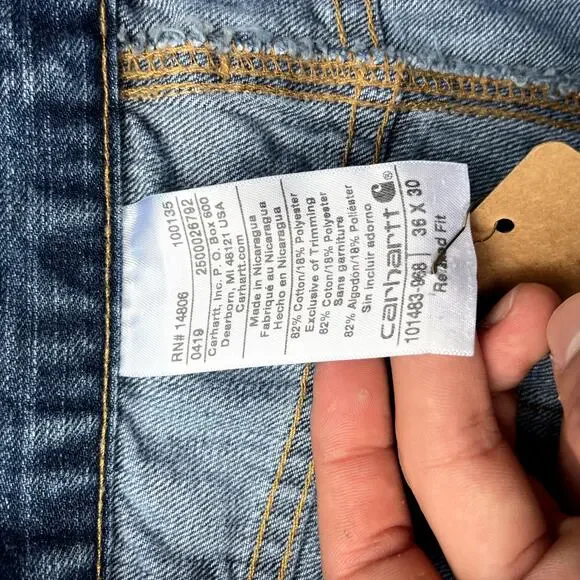 carhartt
101483-968 | 36 X 30
Fit
82% Cotton/18% Polyester
Exclusive of Trimming
82% Coton/18% Polyester
Sans garniture
82% Algodón/18% Poliéster
Sin incluir adorno
Made in Nicaragua
Fabriqué au Nicaragua
Hecho en Nicaragua
Carhartt, Inc. P. O. Box 600
Dearborn, MI 48121 USA
Carhartt.com
RN# 14806 100135
0419 2500026792